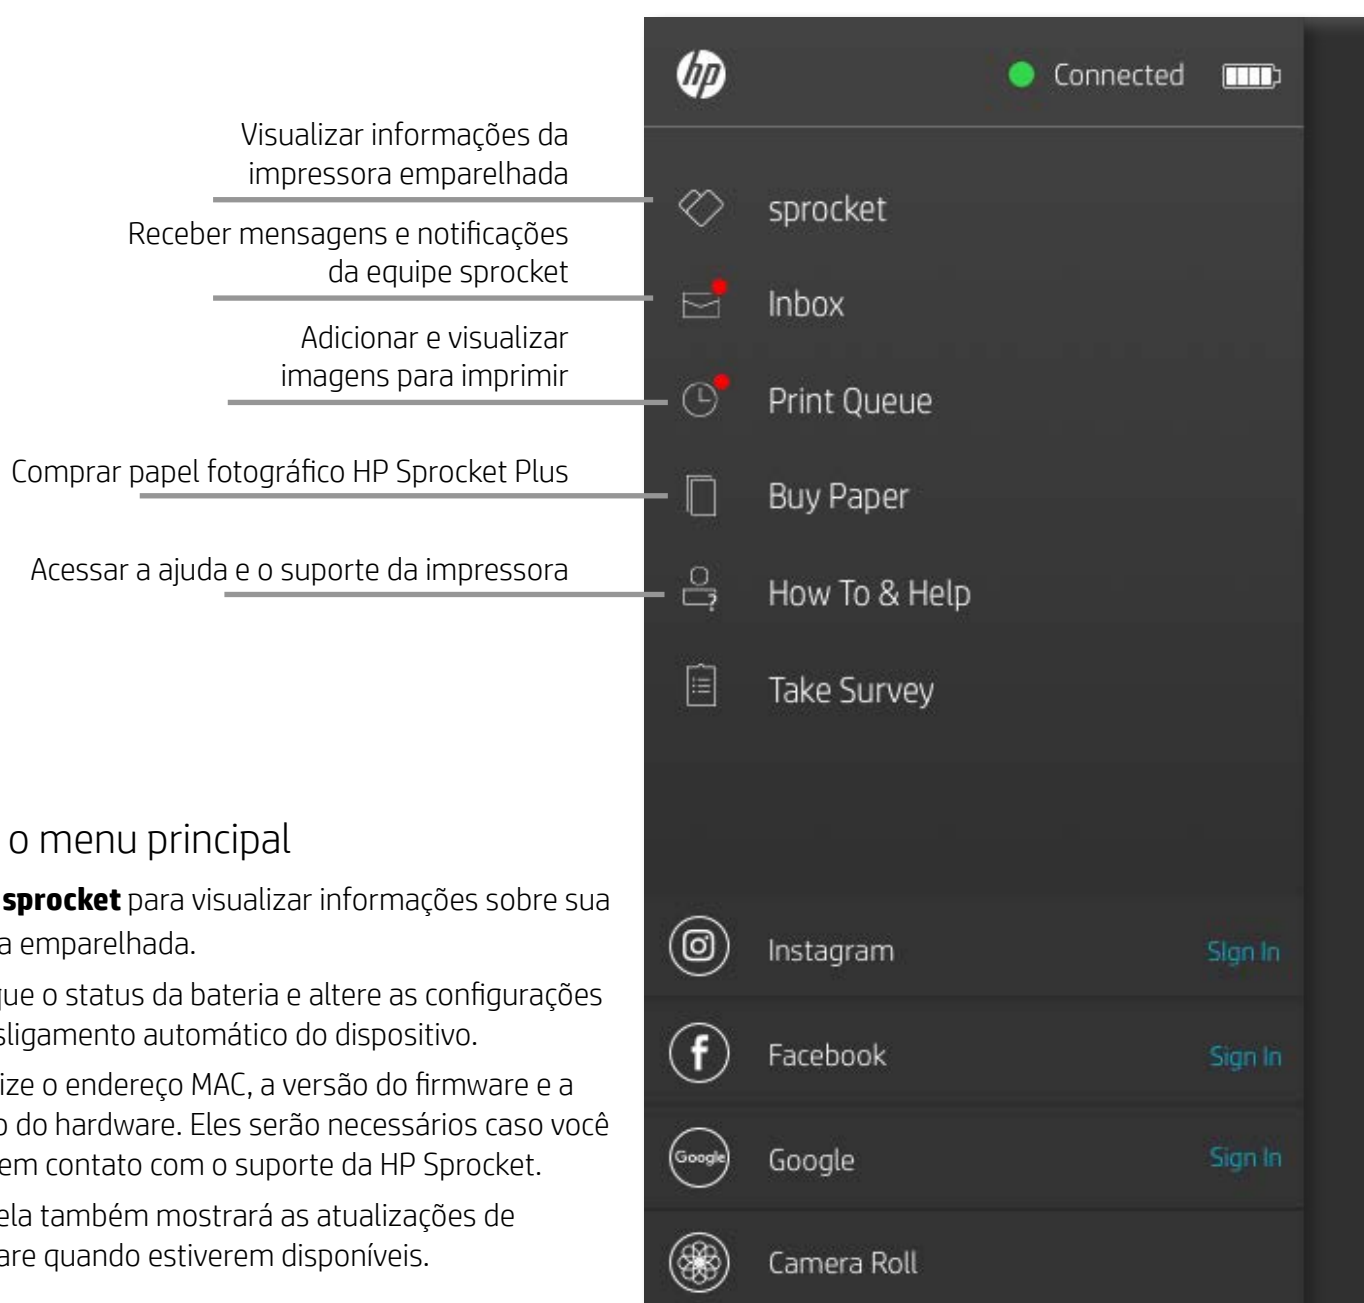 Visualizar informações da
impressora emparelhada
Receber mensagens e notificações
da equipe sprocket
Adicionar e visualizar
imagens para imprimir
Comprar papel fotográfico HP Sprocket Plus
Acessar a ajuda e o suporte da impressora
o menu principal
sprocket para visualizar informações sobre sua
a emparelhada.
gue o status da bateria e altere as configurações
sligamento automático do dispositivo.
ize o endereço MAC, a versão do firmware e a
o do hardware. Eles serão necessários caso você
em contato com o suporte da HP Sprocket.
ela também mostrará as atualizações de
are quando estiverem disponíveis.
hp Connected
sprocket
Inbox
Print Queue
Buy Paper
How To & Help
Take Survey
Instagram SIgn In
Facebook Sign In
Google Google Sign In
Camera Roll